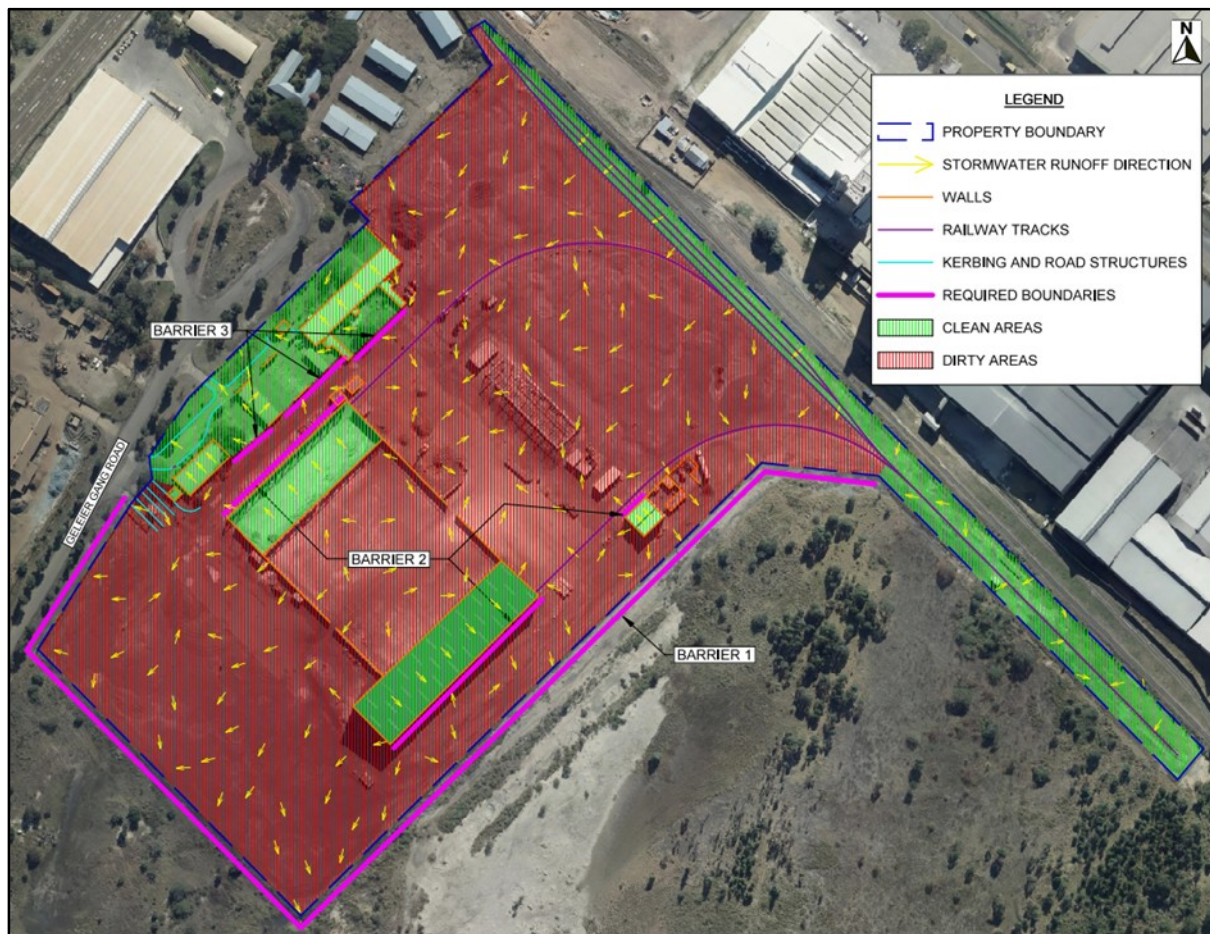 N
LEGEND
PROPERTY BOUNDARY
STORMWATER RUNOFF DIRECTION
WALLS
RAILWAY TRACKS
KERBING AND ROAD STRUCTURES
REQUIRED BOUNDARIES
CLEAN AREAS
DIRTY AREAS
BARRIER 3
GELEIER GANG ROAD
BARRIER 2
BARRIER 1